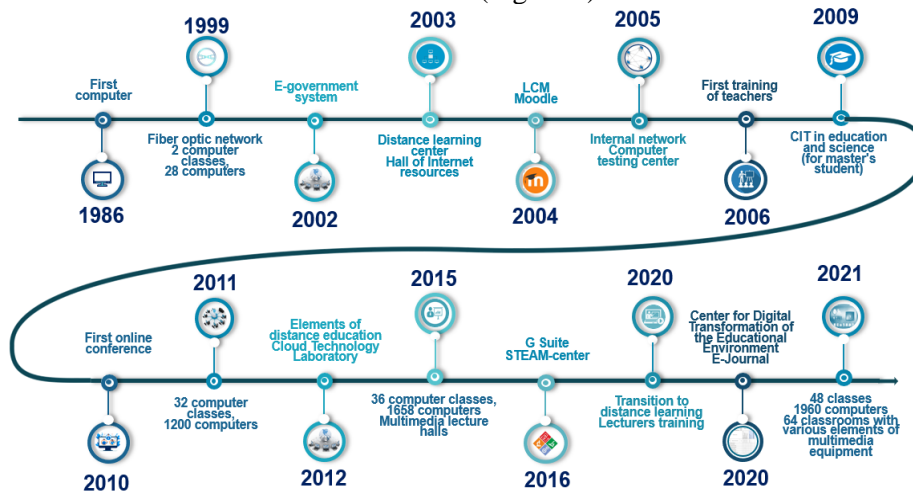 1999
2003
2005
2009
First
computer
E-government
system
LCM
Moodle
First training
of teachers
Fiber optic network
2 computer
classes,
28 computers
Distance learning
center
Hall of Internet
resources
Internal network
Computer
testing center
CIT in education
and science
(for master's
student)
1986
2002
2004
2006
2011
2015
2020
2021
First online
conference
Elements of
distance education
Cloud Technology
Laboratory
G Suite
STEAM-center
Center for Digital
Transformation of
the Educational
Environment
E-Journal
32 computer
classes,
1200 computers
36 computer classes,
1658 computers
Multimedia lecture
halls
Transition to
distance learning
Lecturers training
48 classes
1960 computers
64 classrooms with
various elements of
multimedia
equipment
2010
2012
2016
2020